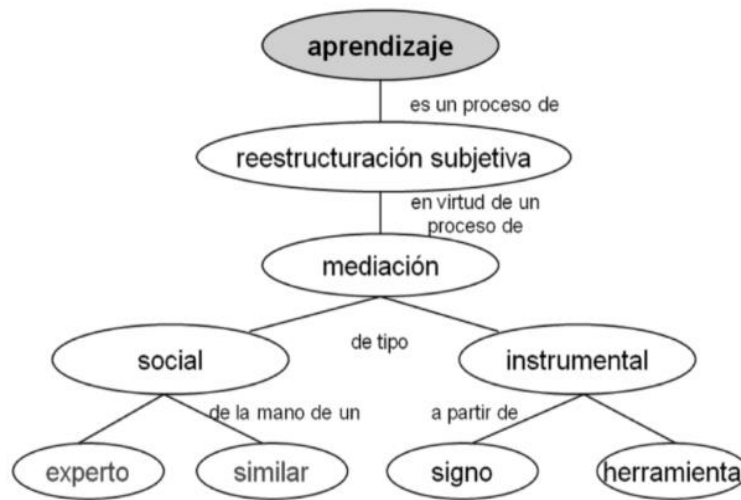 aprendizaje
es un proceso de
reestructuración subjetiva
en virtud de un
proceso de
mediación
de tipo
social
instrumental
de la mano de un
a partir de
experto
similar
signo
herramienta